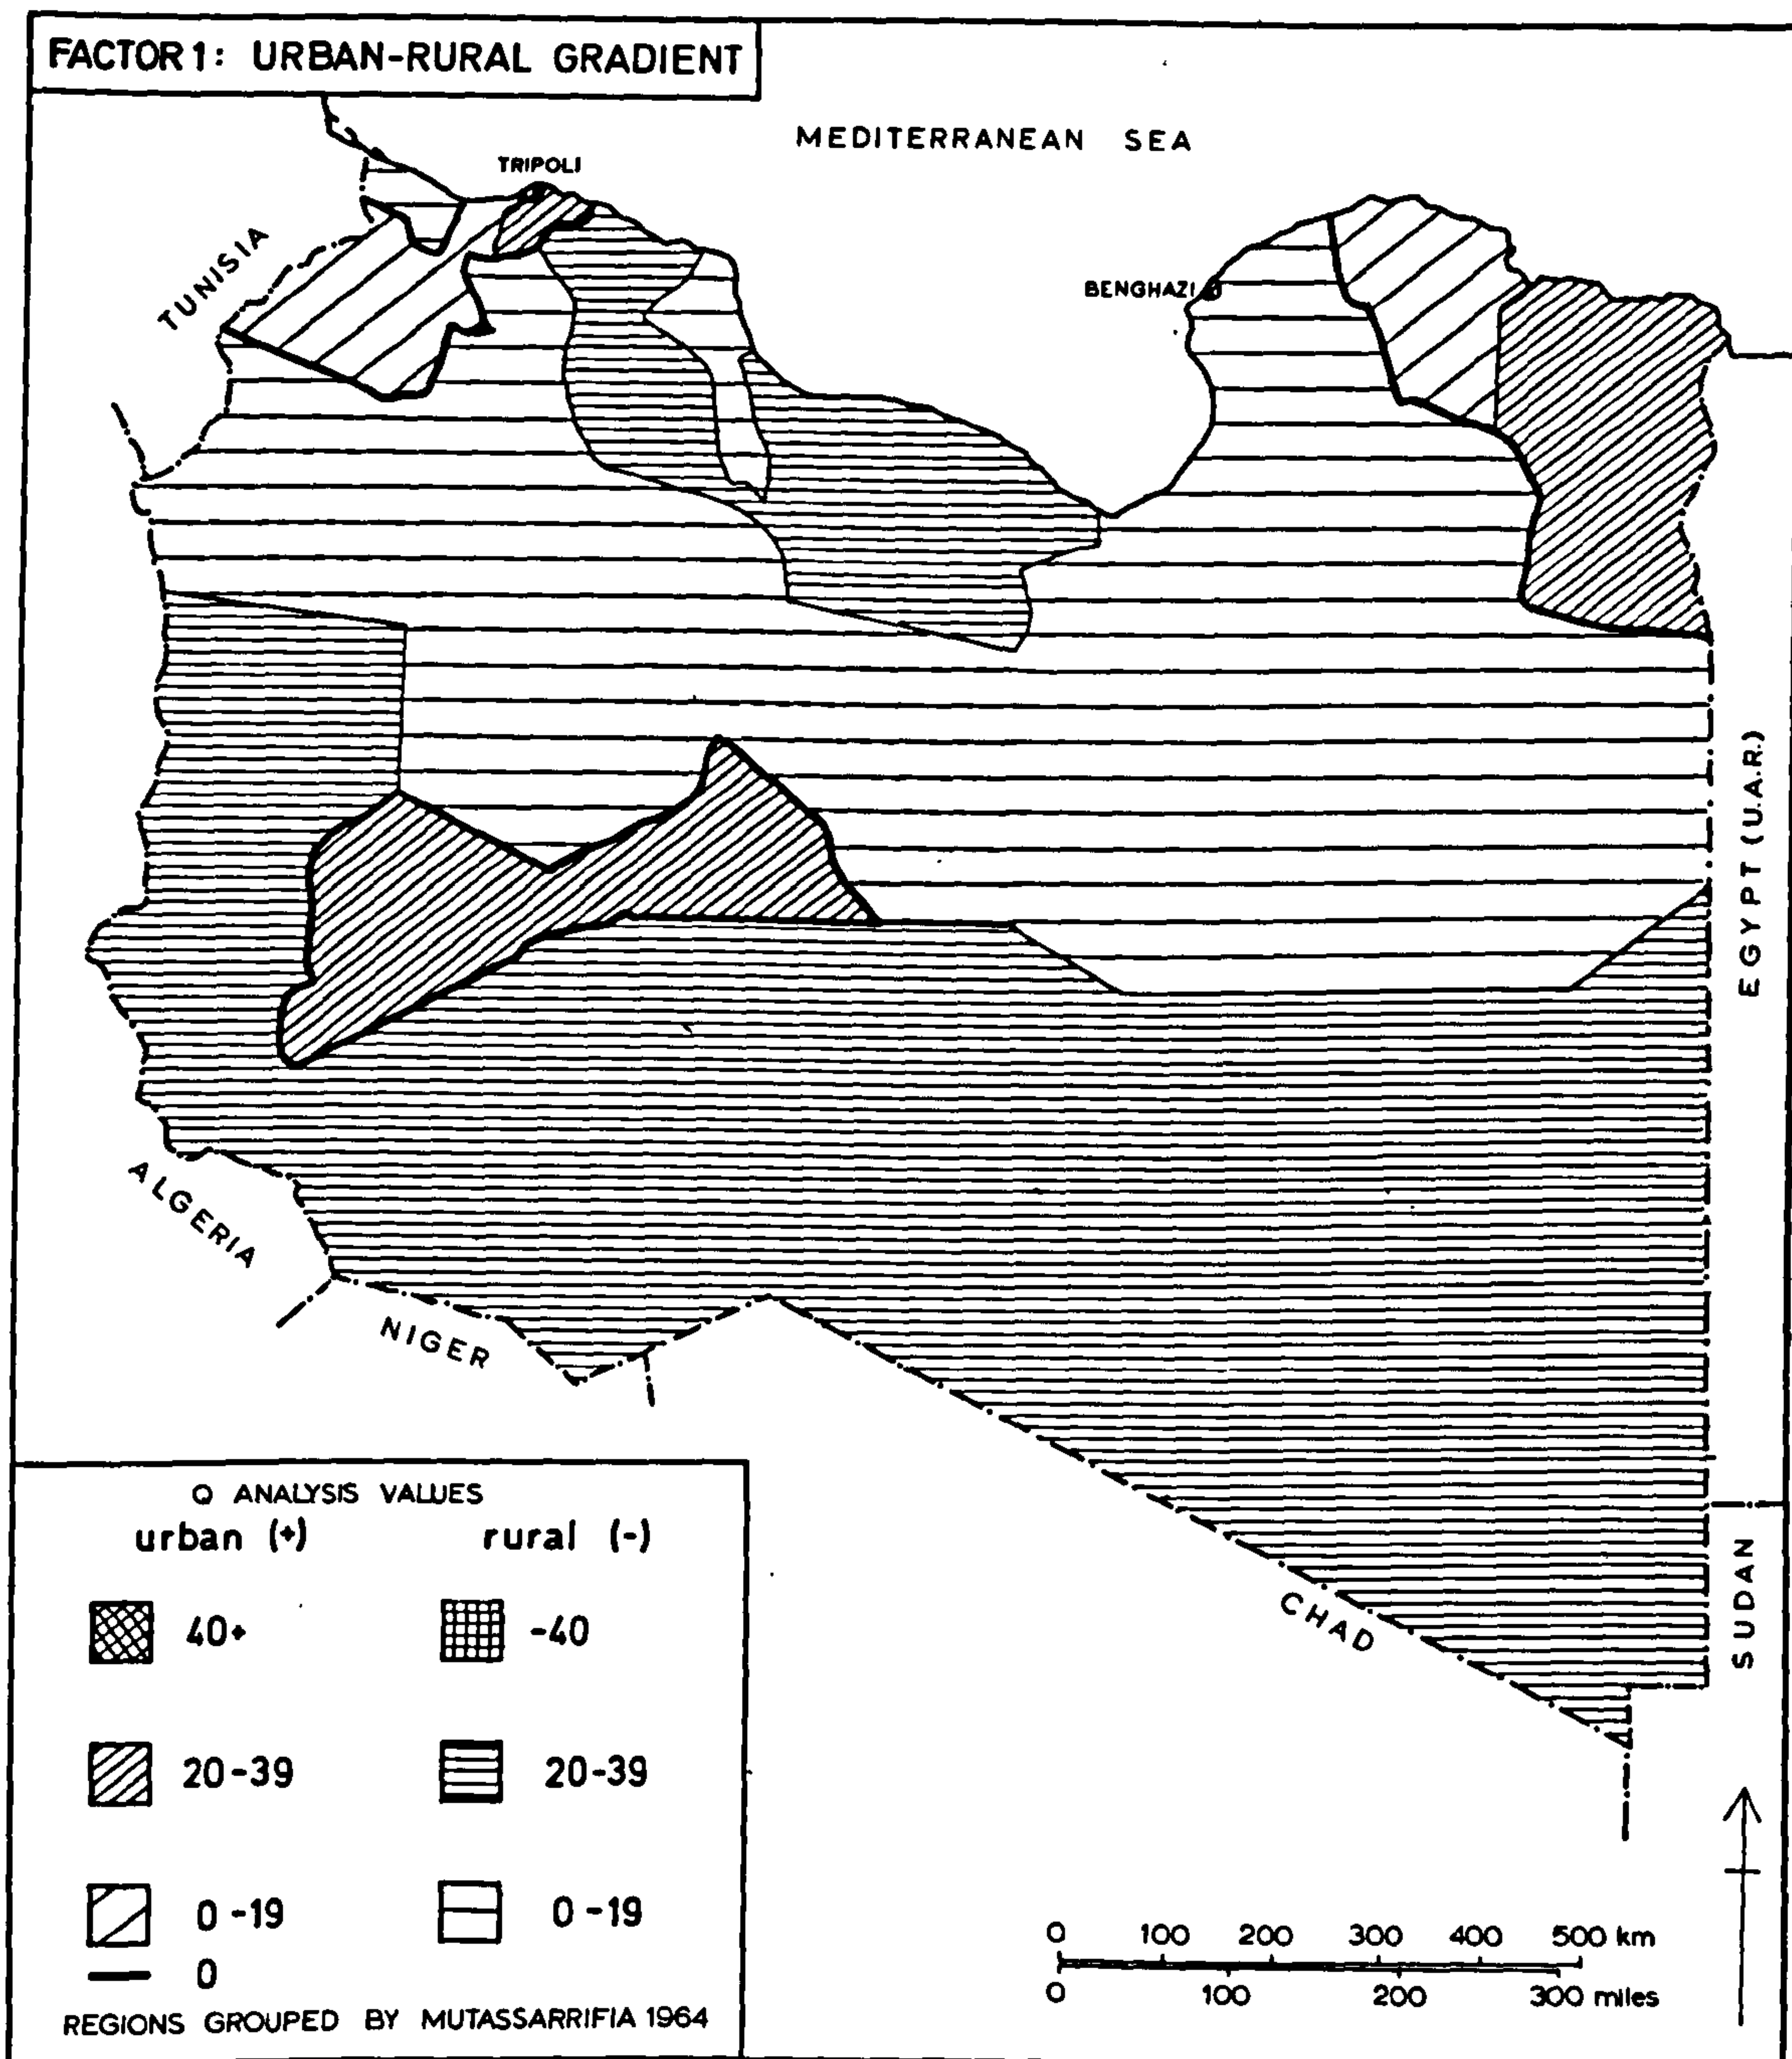 FACTOR 1: URBAN-RURAL GRADIENT
MEDITERRANEAN SEA
TRIPOLI
TUNISIA
BENGHAZI
EGYPT (U.A.R.)
ALGERIA
NIGER
CHAD
SUDAN
Q ANALYSIS VALUES
urban (+) rural (-)
40+ -40
20-39 20-39
0-19 0-19
0
REGIONS GROUPED BY MUTASSARRIFIA 1964
0 100 200 300 400 500 km
0 100 200 300 miles